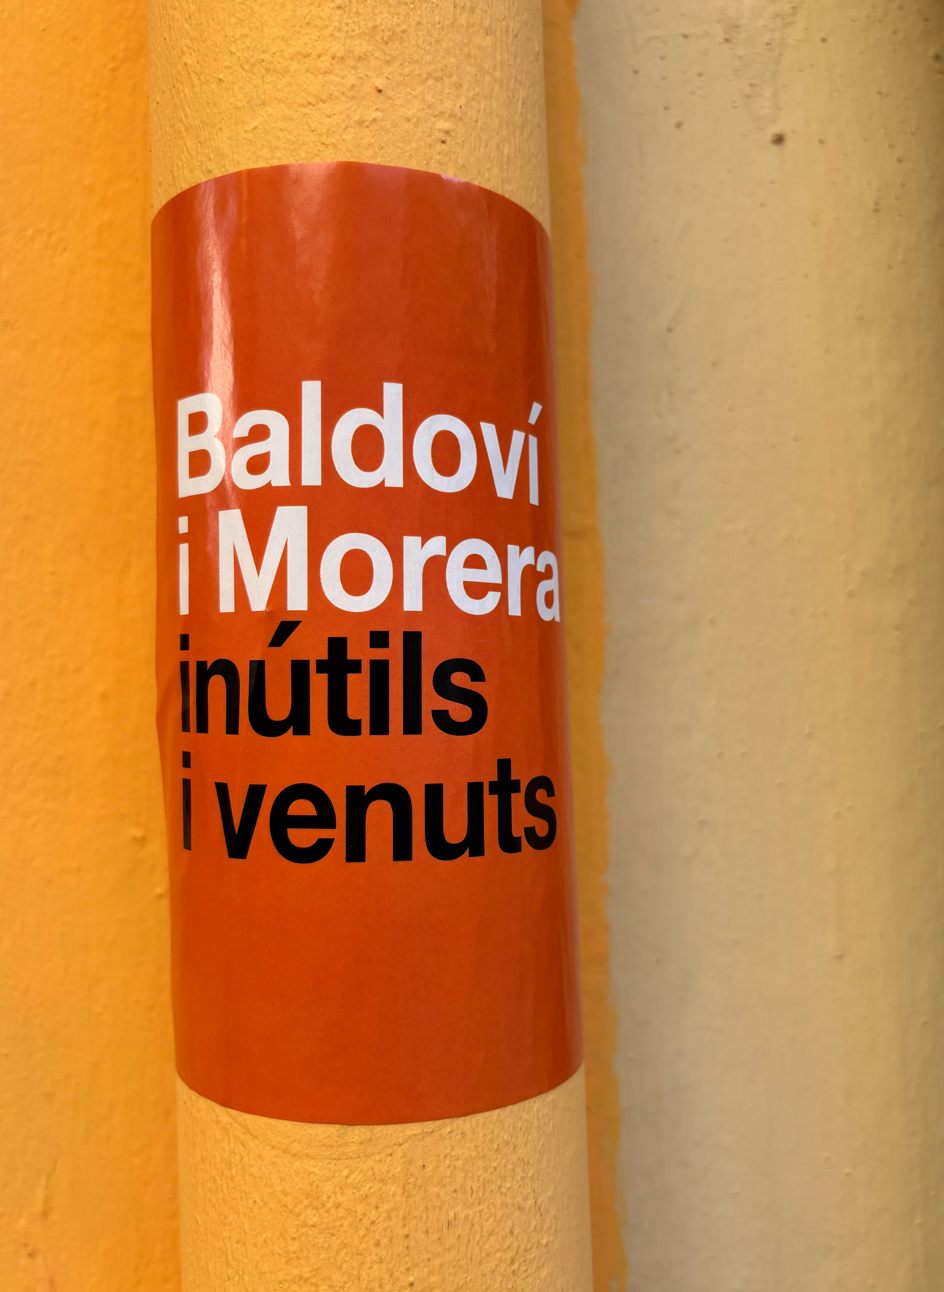 Baldoví
i Morera
inútils
i venuts